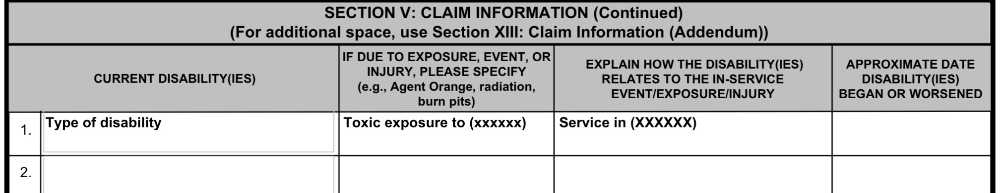 SECTION V: CLAIM INFORMATION (Continued)
(For additional space, use Section XIII: Claim Information (Addendum))
CURRENT DISABILITY(IES)
IF DUE TO EXPOSURE, EVENT, OR
INJURY, PLEASE SPECIFY
(e.g., Agent Orange, radiation,
burn pits)
EXPLAIN HOW THE DISABILITY(IES)
RELATES TO THE IN-SERVICE
EVENT/EXPOSURE/INJURY
APPROXIMATE DATE
DISABILITY(IES)
BEGAN OR WORSENED
1.
Type of disability
Toxic exposure to (xxxxxx)
Service in (XXXXXX)
2.